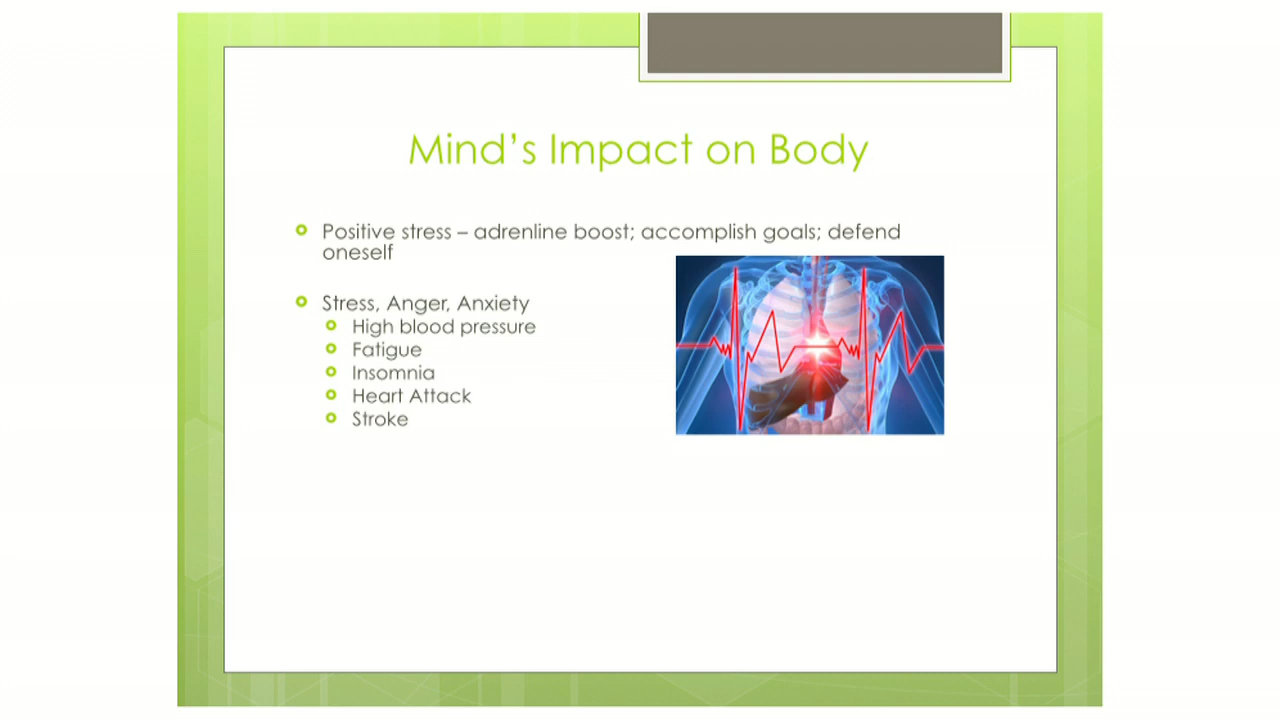 Mind's Impact on Body
Positive stress – adrenline boost; accomplish goals; defend
oneself
Stress, Anger, Anxiety
High blood pressure
Fatigue
Insomnia
Heart Attack
Stroke